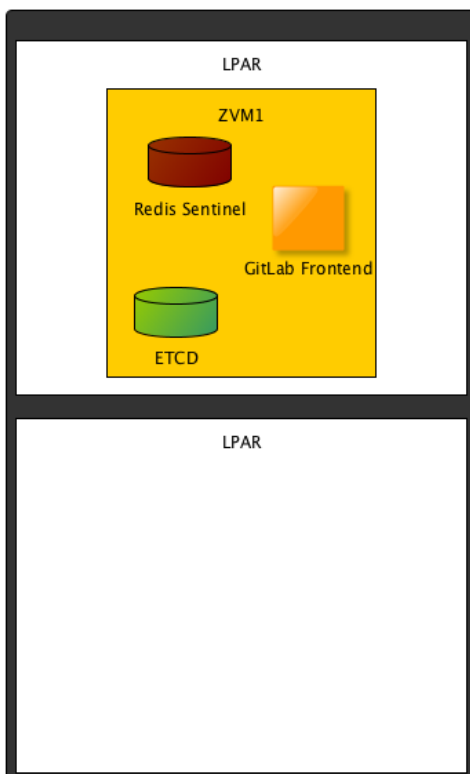 LPAR
ZVM1
Redis Sentinel
GitLab Frontend
ETCD
LPAR